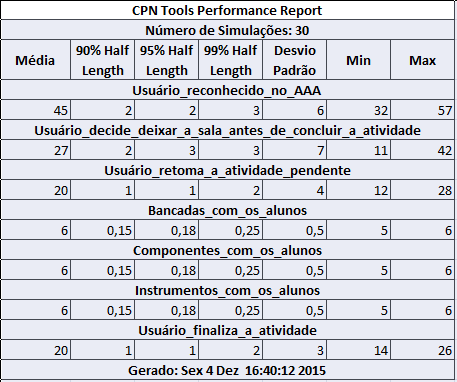 CPN Tools Performance Report
Número de Simulações: 30
Média 90% Half Length 95% Half Length 99% Half Length Desvio Padrão Min Max
Usuário_reconhecido_no_AAA
45 2 2 3 6 32 57
Usuário_decide_deixar_a_sala_antes_de_concluir_a_atividade
27 2 3 3 7 11 42
Usuário_retoma_a_atividade_pendente
20 1 1 2 4 12 28
Bancadas_com_os_alunos
6 0,15 0,18 0,25 0,5 5 6
Componentes_com_os_alunos
6 0,15 0,18 0,25 0,5 5 6
Instrumentos_com_os_alunos
6 0,15 0,18 0,25 0,5 5 6
Usuário_finaliza_a_atividade
20 1 1 2 3 14 26
Gerado: Sex 4 Dez 16:40:12 2015